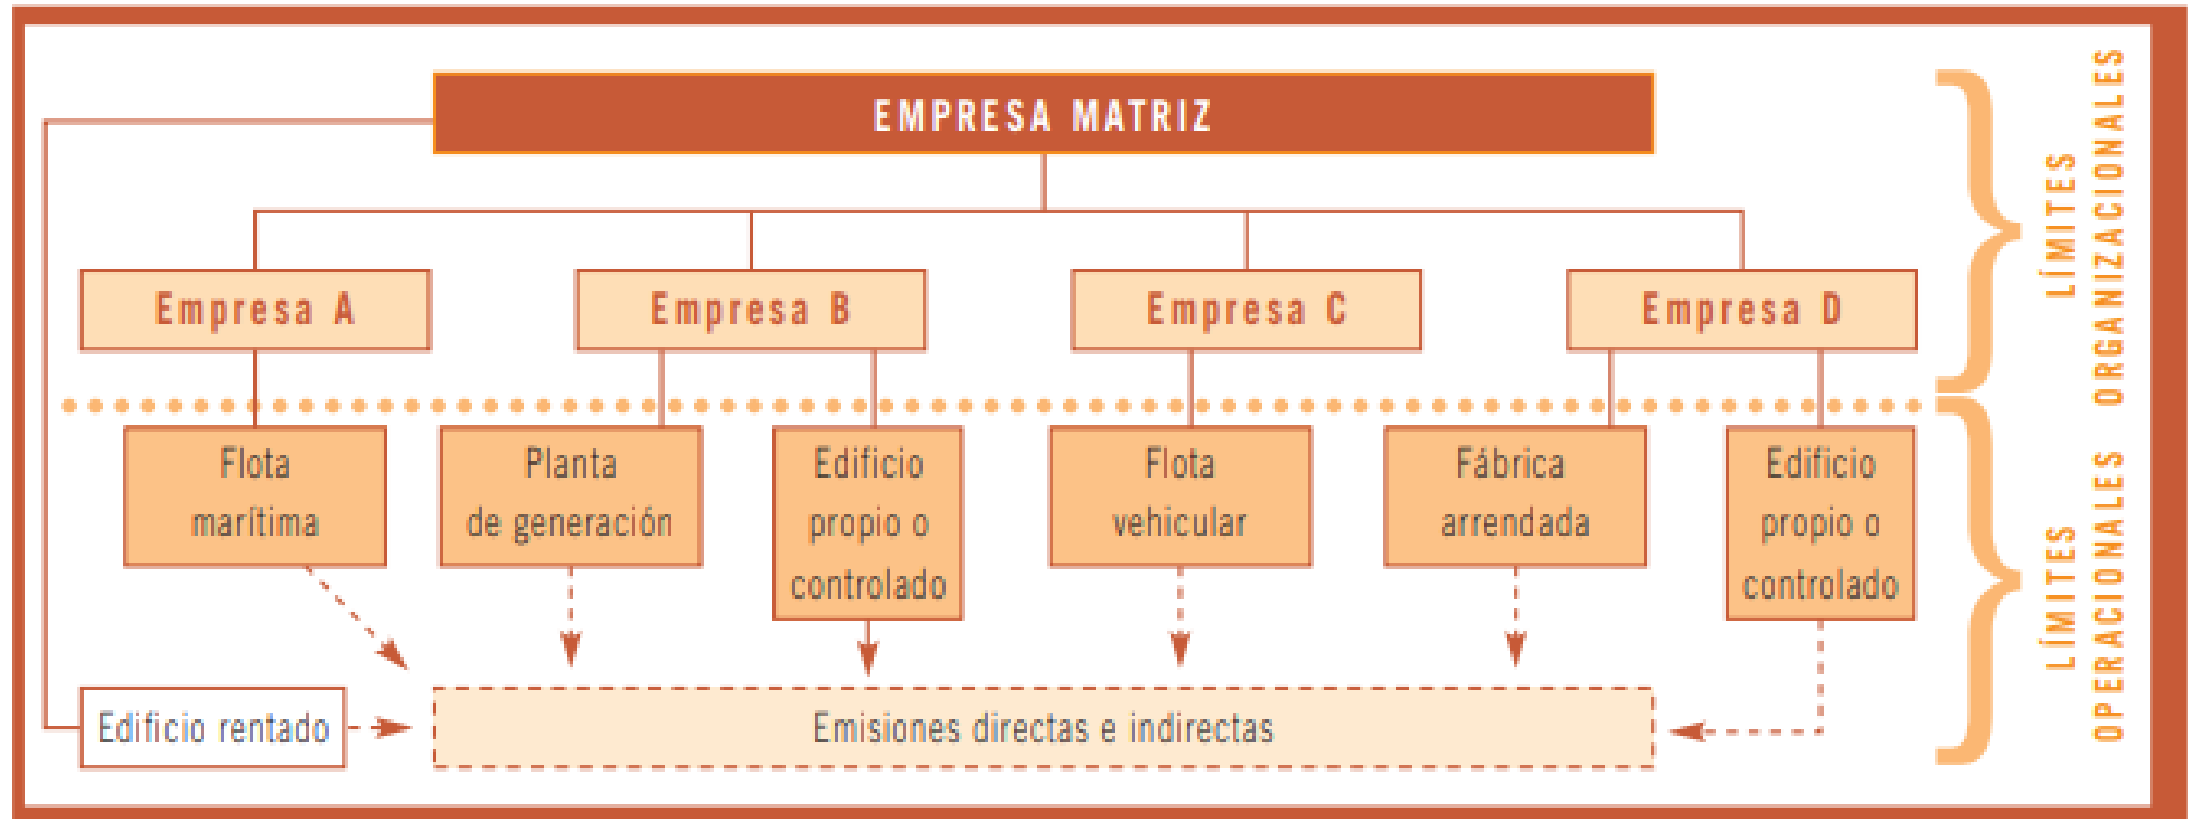 EMPRESA MATRIZ
LÍMITES
ORGANIZACIONALES
Empresa A
Empresa B
Empresa C
Empresa D
Flota
marítima
Planta
de generación
Edificio
propio o
controlado
Flota
vehicular
Fábrica
arrendada
Edificio
propio o
controlado
LÍMITES
OPERACIONALES
Edificio rentado
Emisiones directas e indirectas